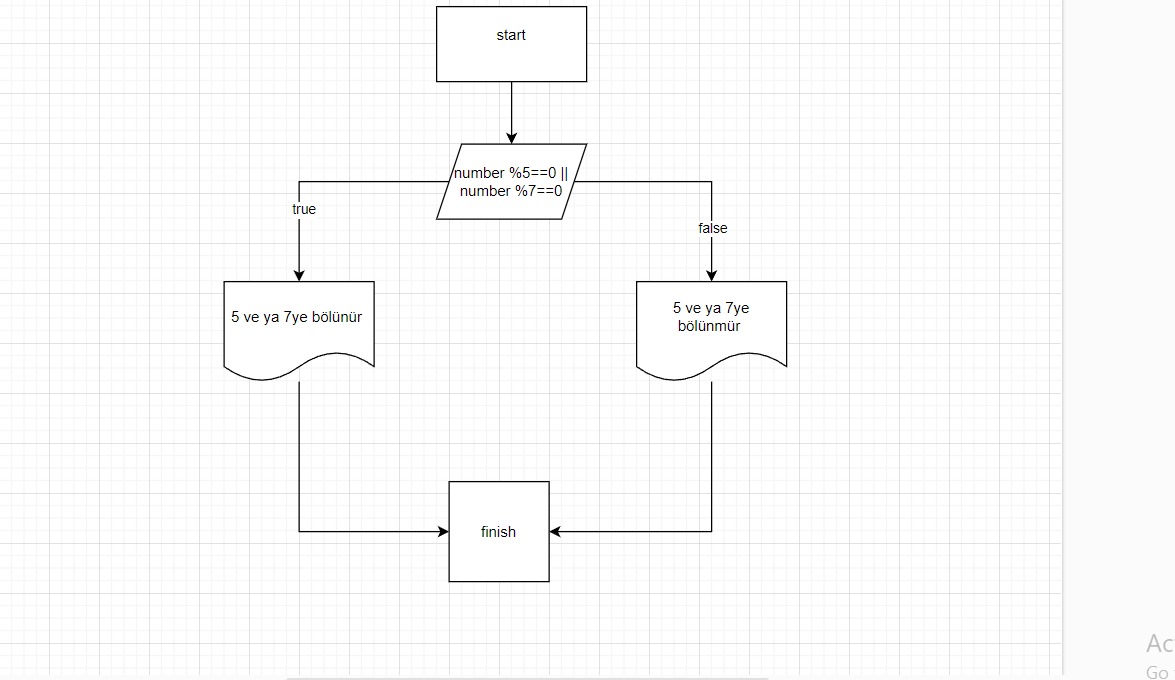 start
number %5==0 ||
number %7==0
true
false
5 ve ya 7ye bölünür
5 ve ya 7ye
bölünmür
finish
Ac
Go